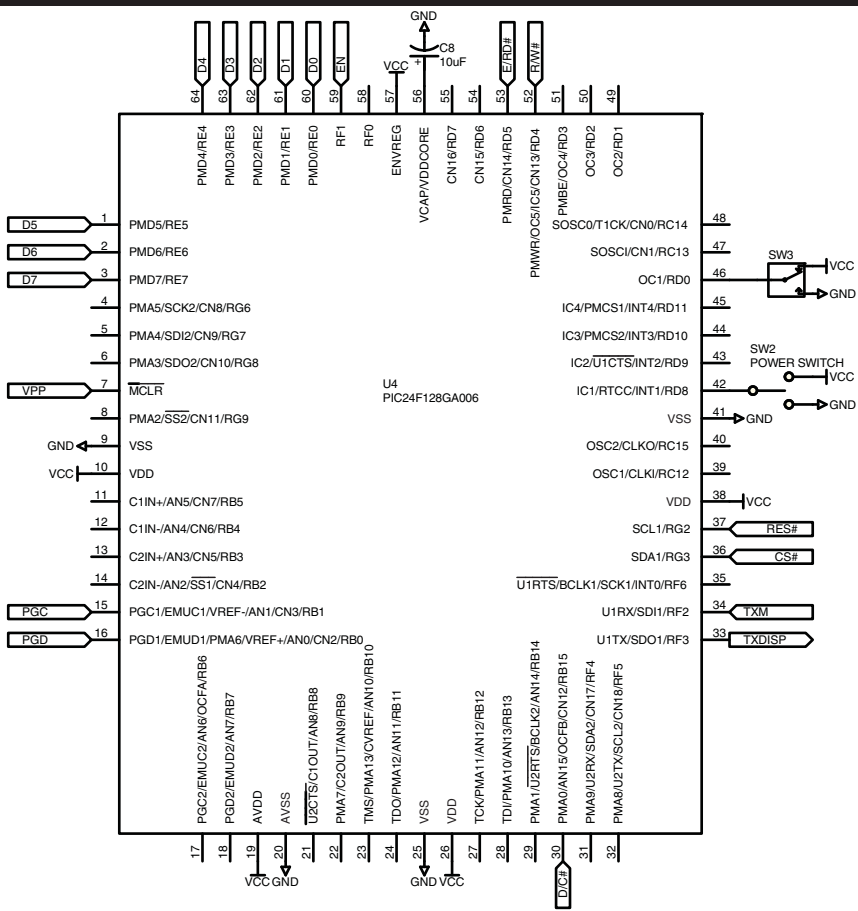 GND
C8
10uF
VCC
+
D4
D3
D2
D1
D0
EN
E/RD#
R/W#
64
63
62
61
60
59
58
57
56
55
54
53
52
51
50
49
PMD4/RE4
PMD3/RE3
PMD2/RE2
PMD1/RE1
PMD0/RE0
RF1
RF0
ENVREG
VCAP/VDDCORE
CN16/RD7
CN15/RD6
PMRD/CN14/RD5
PMWR/OC5/IC5/CN13/RD4
PMBE/OC4/RD3
OC3/RD2
OC2/RD1
D5 1 PMD5/RE5
D6 2 PMD6/RE6
D7 3 PMD7/RE7
4 PMA5/SCK2/CN8/RG6
5 PMA4/SDI2/CN9/RG7
6 PMA3/SDO2/CN10/RG8
VPP 7 MCLR
8 PMA2/SS2/CN11/RG9
GND 9 VSS
VCC 10 VDD
11 C1IN+/AN5/CN7/RB5
12 C1IN-/AN4/CN6/RB4
13 C2IN+/AN3/CN5/RB3
14 C2IN-/AN2/SS1/CN4/RB2
PGC 15 PGC1/EMUC1/VREF-/AN1/CN3/RB1
PGD 16 PGD1/EMUD1/PMA6/VREF+/AN0/CN2/RB0
U4
PIC24F128GA006
SOSC0/T1CK/CN0/RC14 48
SOSCI/CN1/RC13 47
OC1/RD0 46
SW3
VCC
GND
IC4/PMCS1/INT4/RD11 45
IC3/PMCS2/INT3/RD10 44
IC2/U1CTS/INT2/RD9 43
SW2
POWER SWITCH
VCC
IC1/RTCC/INT1/RD8 42
GND
VSS 41 GND
OSC2/CLKO/RC15 40
OSC1/CLKI/RC12 39
VDD 38 VCC
SCL1/RG2 37 RES#
SDA1/RG3 36 CS#
U1RTS/BCLK1/SCK1/INT0/RF6 35
U1RX/SDI1/RF2 34 TXM
U1TX/SDO1/RF3 33 TXDISP
PGC2/EMUC2/AN6/OCFA/RB6
PGD2/EMUD2/AN7/RB7
AVDD
AVSS
U2CTS/C1OUT/AN8/RB8
PMA7/C2OUT/AN9/RB9
TMS/PMA13/CVREF/AN10/RB10
TDO/PMA12/AN11/RB11
VSS
VDD
TCK/PMA11/AN12/RB12
TDI/PMA10/AN13/RB13
PMA1/U2RTS/BCLK2/AN14/RB14
PMA0/AN15/OCFB/CN12/RB15
PMA9/U2RX/SDA2/CN17/RF4
PMA8/U2TX/SCL2/CN18/RF5
17
18
19
20
21
22
23
24
25
26
27
28
29
30
31
32
VCC GND
GND VCC
D/C#